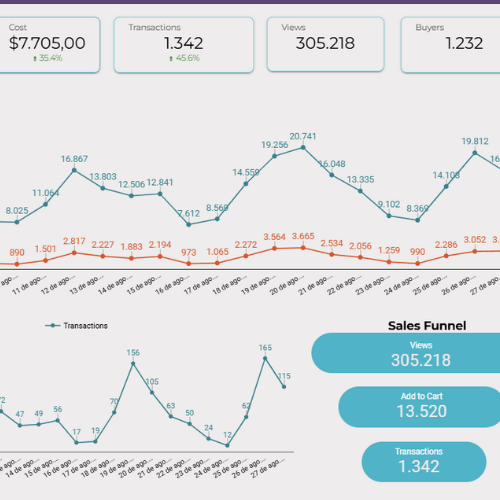 Cost
$7.705,00
35.4%
Transactions
1.342
45.6%
Views
305.218
Buyers
1.232
8.025
11.064
16.867
13.803
12.506
12.841
7.612
8.569
14.559
19.256
20.741
16.048
13.335
9.102
8.369
14.108
19.812
890
1.501
2.817
2.227
1.883
2.194
973
1.065
2.272
3.564
3.665
2.534
2.056
1.259
990
2.286
3.052
11 de ago...
12 de ago...
13 de ago...
14 de ago...
15 de ago...
16 de ago...
17 de ago...
18 de ago...
19 de ago...
20 de ago...
21 de ago...
22 de ago...
23 de ago...
24 de ago...
25 de ago...
26 de ago...
27 de ago...
Transactions
47
49
56
17
19
70
156
105
63
50
24
12
62
165
115
14 de ago...
15 de ago...
16 de ago...
17 de ago...
18 de ago...
19 de ago...
20 de ago...
21 de ago...
22 de ago...
23 de ago...
24 de ago...
25 de ago...
26 de ago...
27 de ago...
Sales Funnel
Views
305.218
Add to Cart
13.520
Transactions
1.342